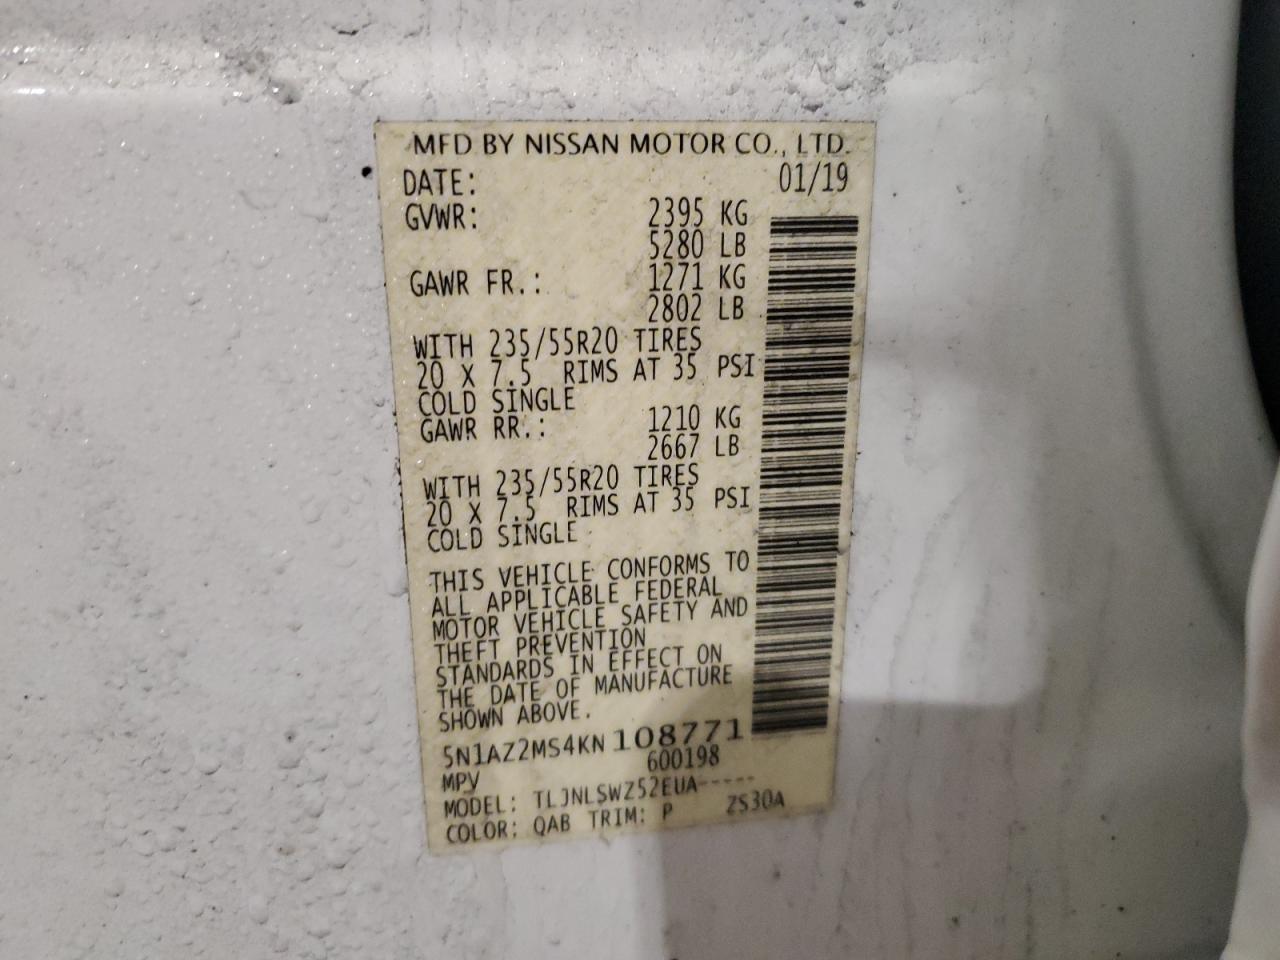 MFD BY NISSAN MOTOR CO., LTD.
DATE: 01/19
GVWR: 2395 KG
5280 LB
GAWR FR.: 1271 KG
2802 LB
WITH 235/55R20 TIRES
20 X 7.5 RIMS AT 35 PSI
COLD SINGLE
GAWR RR.: 1210 KG
2667 LB
WITH 235/55R20 TIRES
20 X 7.5 RIMS AT 35 PSI
COLD SINGLE
THIS VEHICLE CONFORMS TO
ALL APPLICABLE FEDERAL
MOTOR VEHICLE SAFETY AND
THEFT PREVENTION
STANDARDS IN EFFECT ON
THE DATE OF MANUFACTURE
SHOWN ABOVE.
5N1AZ2MS4KN108771
MPV 600198
MODEL: TLJNLSWZ52EUA-----
COLOR: QAB TRIM: P ZS30A